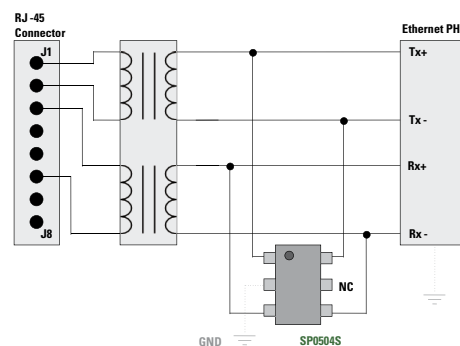 RJ -45
Connector
Ethernet PH
J1
Tx+
Tx -
Rx+
J8
Rx -
NC
GND
SP0504S